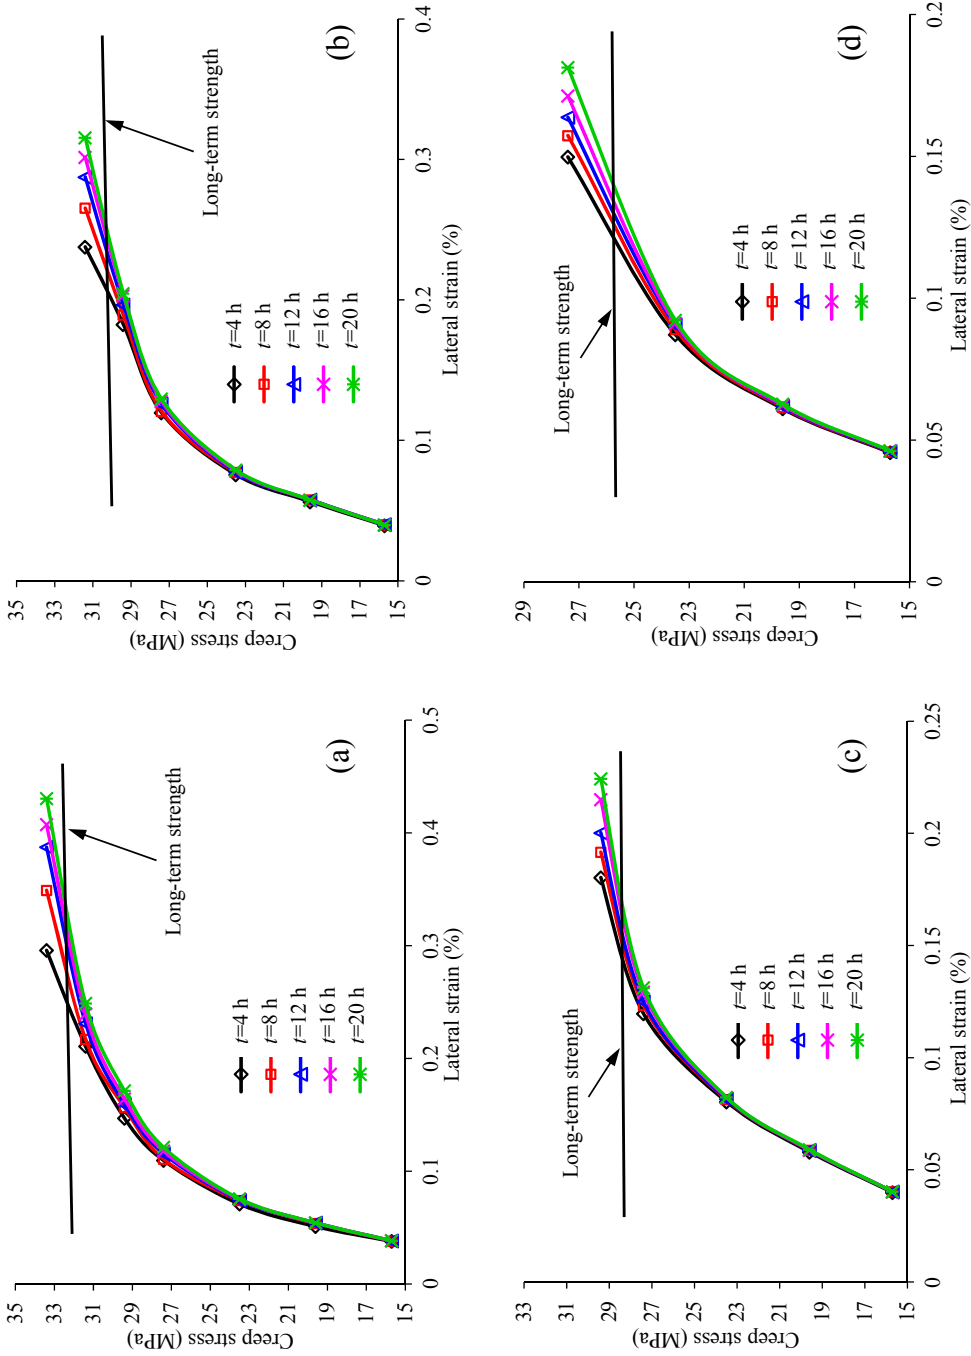 35
33
31
29
27
25
23
21
19
17
15
Creep stress (MPa)
0
0.1
0.2
0.3
0.4
0.5
Lateral strain (%)
Long-term strength
t=4 h
t=8 h
t=12 h
t=16 h
t=20 h
(a)
35
33
31
29
27
25
23
21
19
17
15
Creep stress (MPa)
0
0.1
0.2
0.3
0.4
Lateral strain (%)
Long-term strength
t=4 h
t=8 h
t=12 h
t=16 h
t=20 h
(b)
33
31
29
27
25
23
21
19
17
15
Creep stress (MPa)
0
0.05
0.1
0.15
0.2
0.25
Lateral strain (%)
Long-term strength
t=4 h
t=8 h
t=12 h
t=16 h
t=20 h
(c)
29
27
25
23
21
19
17
15
Creep stress (MPa)
0
0.05
0.1
0.15
0.2
Lateral strain (%)
Long-term strength
t=4 h
t=8 h
t=12 h
t=16 h
t=20 h
(d)